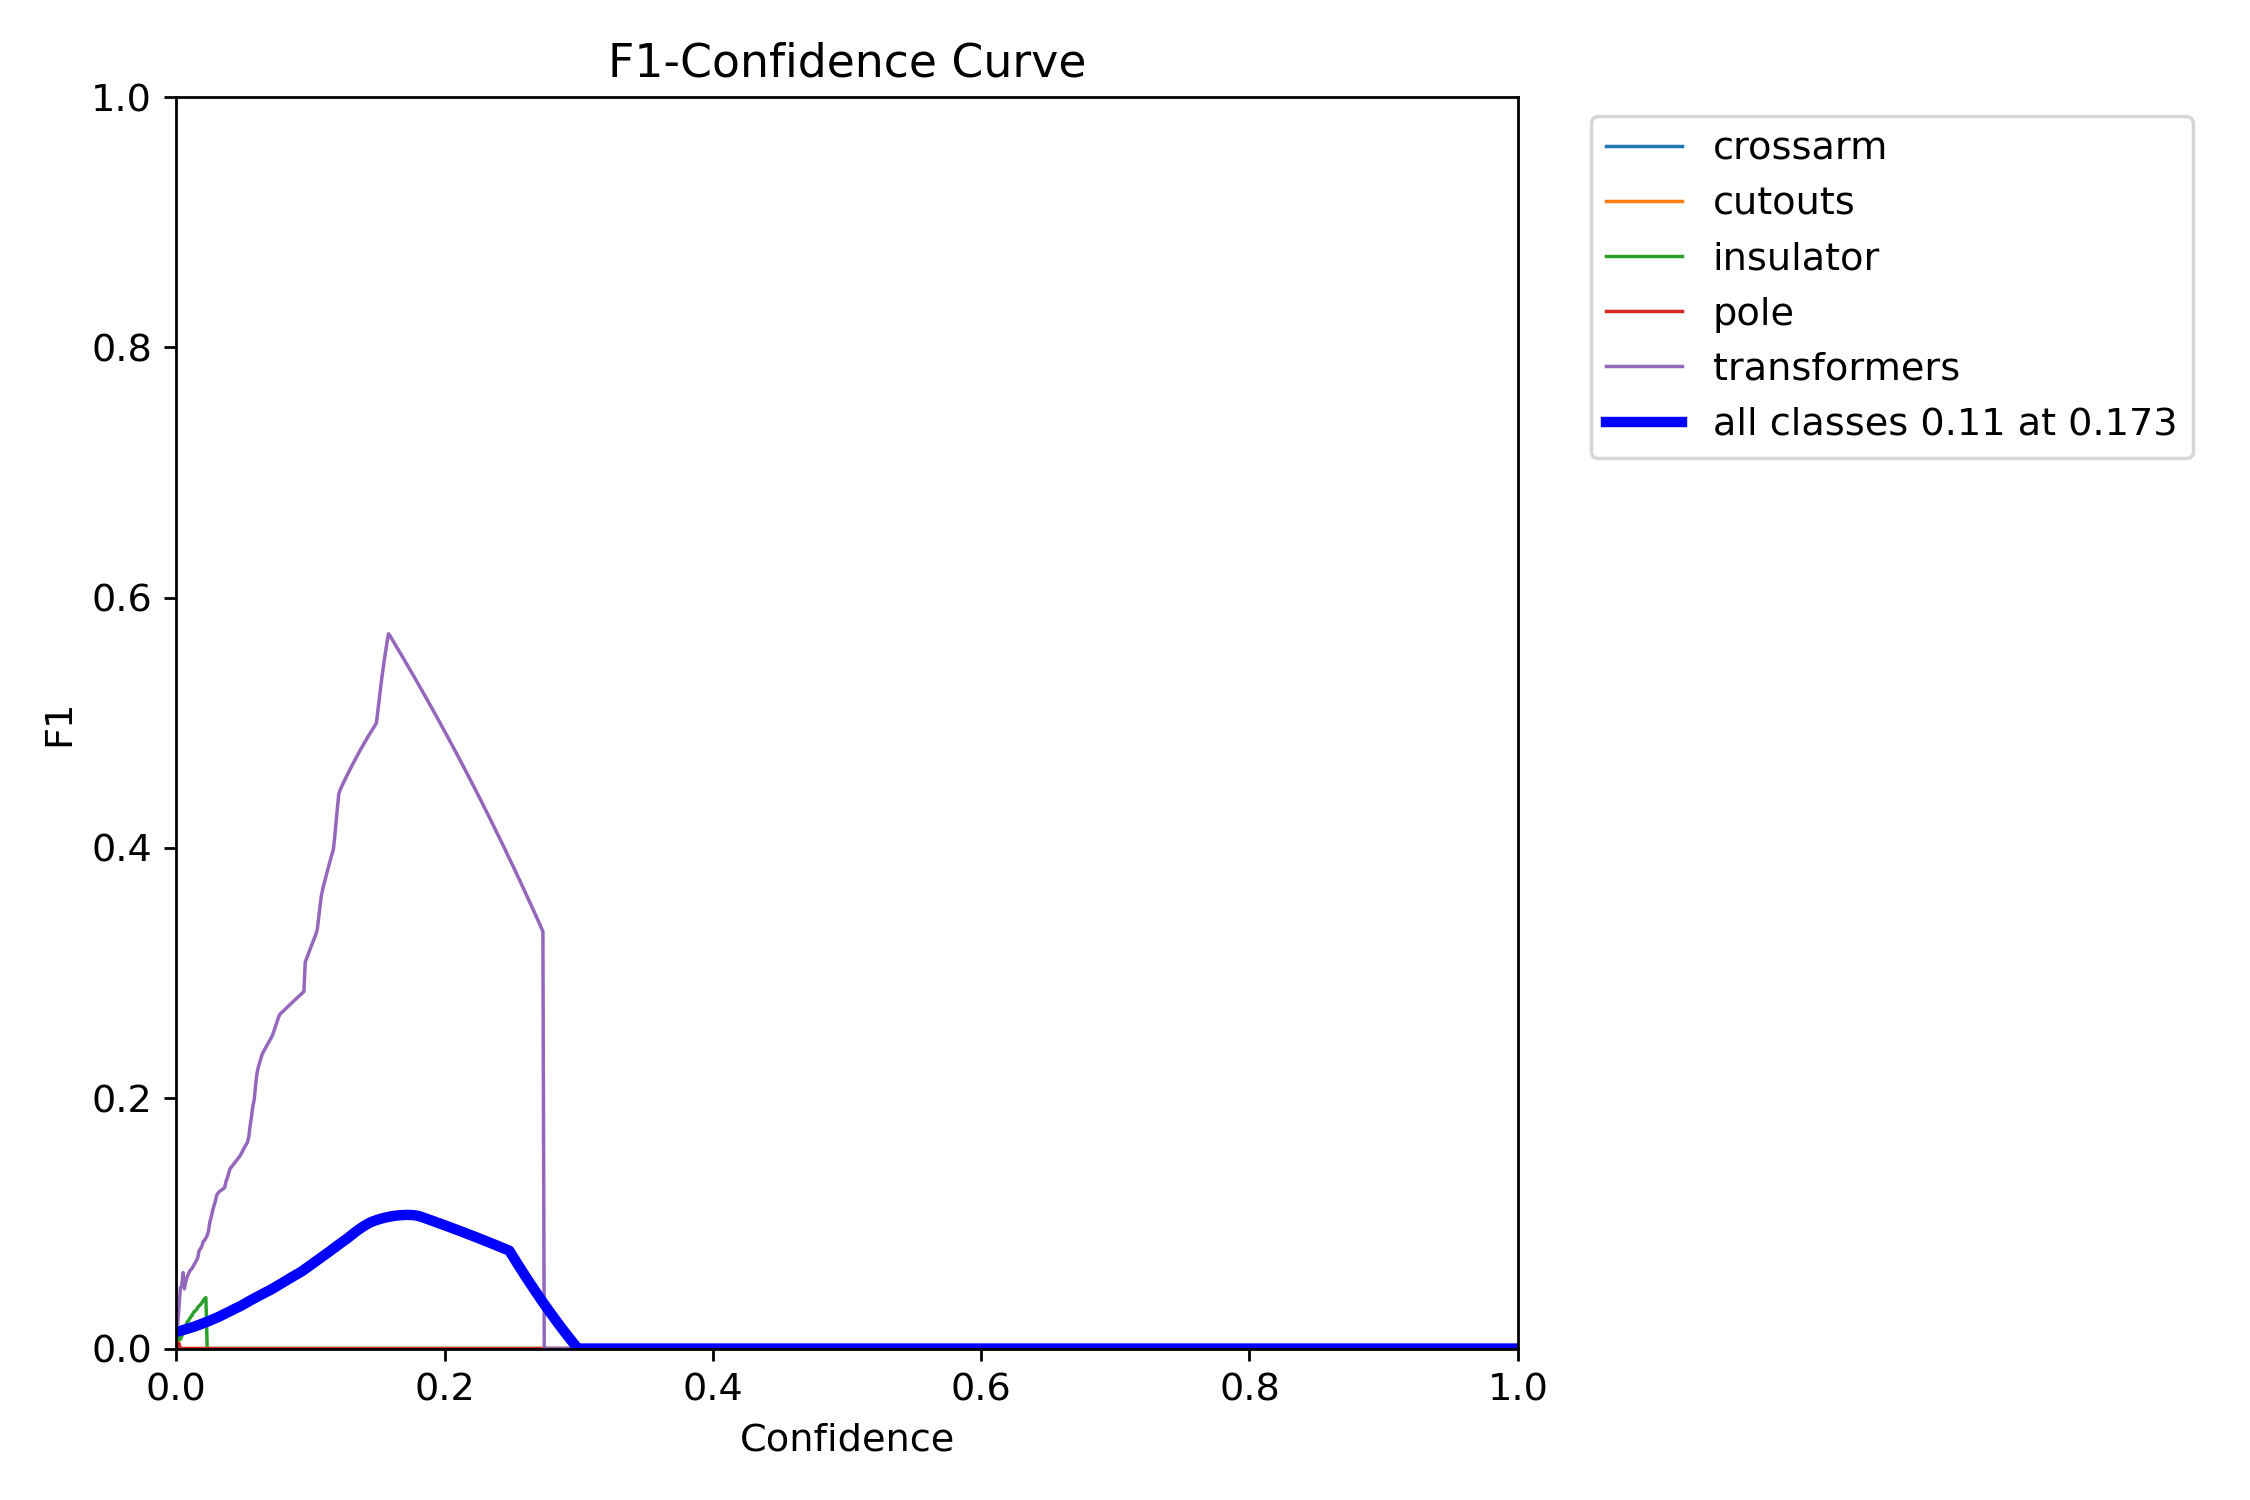 F1-Confidence Curve
1.0
0.8
0.6
0.4
0.2
0.0
F1
0.0 0.2 0.4 0.6 0.8 1.0
Confidence
crossarm
cutouts
insulator
pole
transformers
all classes 0.11 at 0.173